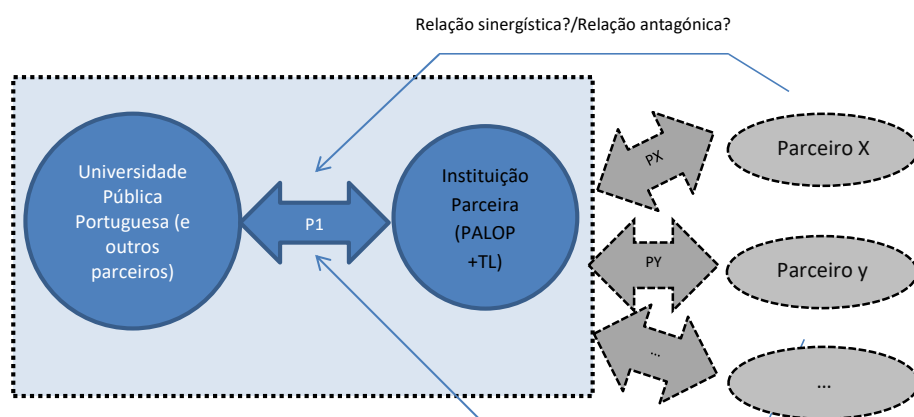 Relação sinergística?/Relação antagónica?
Universidade
Pública
Portuguesa (e
outros
parceiros)
P1
Instituição
Parceira
(PALOP
+TL)
PX
Parceiro X
PY
Parceiro y
...
...